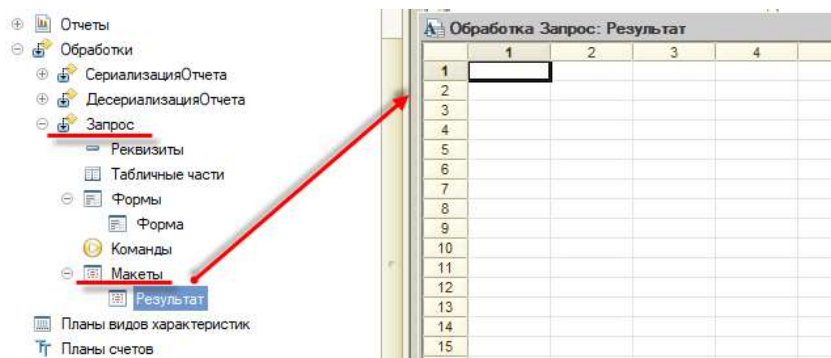 Отчеты
Обработки
СериализацияОтчета
ДесериализацияОтчета
Запрос
Реквизиты
Табличные части
Формы
Форма
Команды
Макеты
Результат
Планы видов характеристик
Планы счетов
Обработка Запрос: Результат
1 2 3 4
1
2
3
4
5
6
7
8
9
10
11
12
13
14
15